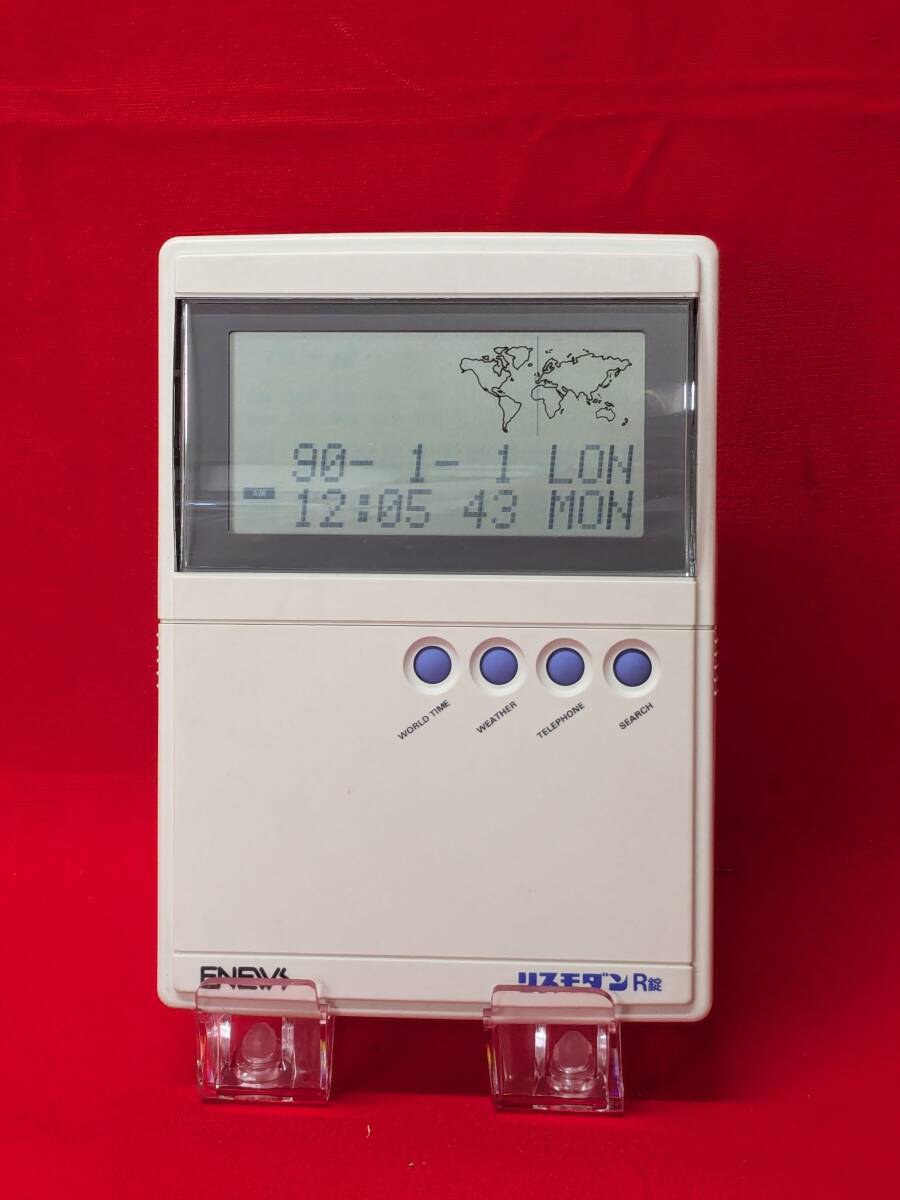 90- 1- 1 LON
AM 12:05 43 MON
WORLD TIME
WEATHER
TELEPHONE
SEARCH
リスモダンR錠